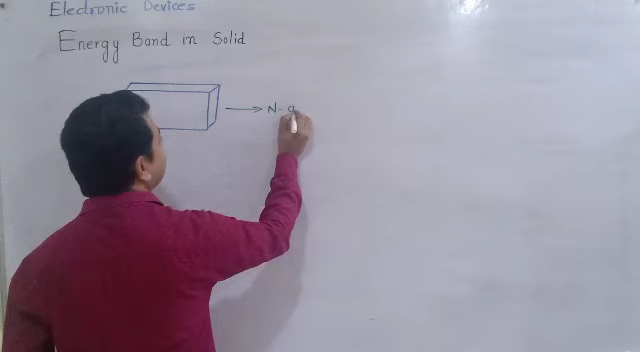 Electronic Devices
Energy Band in Solid
N-a